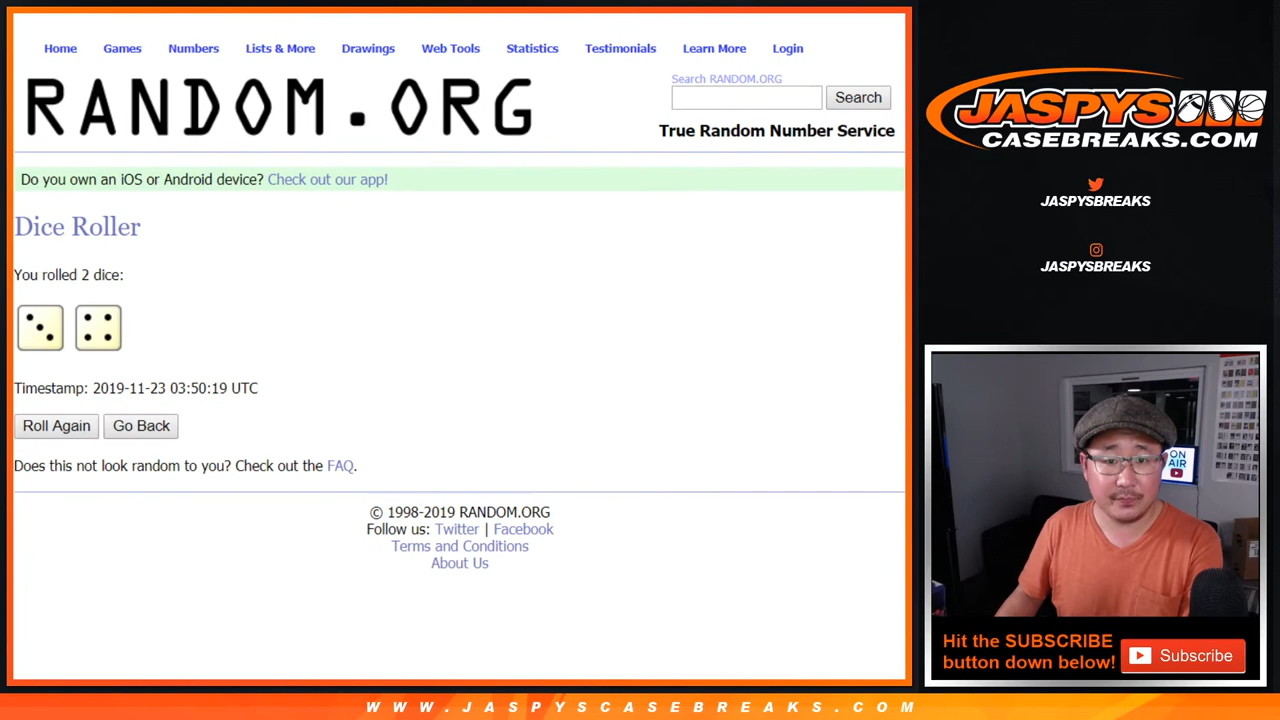 Home Games Numbers Lists & More Drawings Web Tools Statistics Testimonials Learn More Login
RANDOM.ORG
Search RANDOM.ORG
Search
True Random Number Service
Do you own an iOS or Android device? Check out our app!
Dice Roller
You rolled 2 dice:
Timestamp: 2019-11-23 03:50:19 UTC
Roll Again Go Back
Does this not look random to you? Check out the FAQ.
© 1998-2019 RANDOM.ORG
Follow us: Twitter | Facebook
Terms and Conditions
About Us
JASPYS
CASEBREAKS.COM
JASPYSBREAKS
JASPYSBREAKS
ON
AIR
Hit the SUBSCRIBE
button down below!
Subscribe
WWW.JASPYSCASEBREAKS.COM